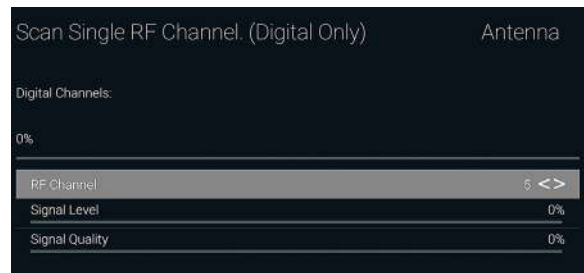 Scan Single RF Channel. (Digital Only) Antenna
Digital Channels:
0%
RF Channel 5 <>
Signal Level 0%
Signal Quality 0%